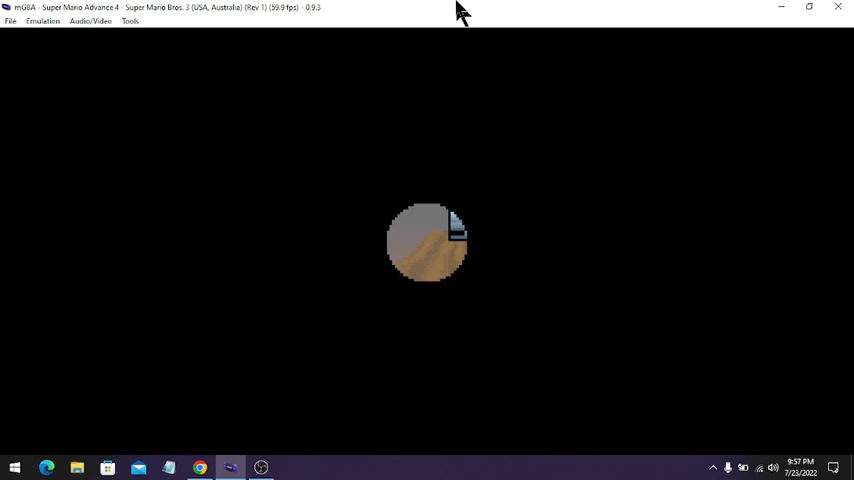 mGBA - Super Mario Advance 4 - Super Mario Bros. 3 (USA, Australia) (Rev 1) (59.9 fps) - 0.9.3
File Emulation Audio/Video Tools
9:57 PM
7/23/2022